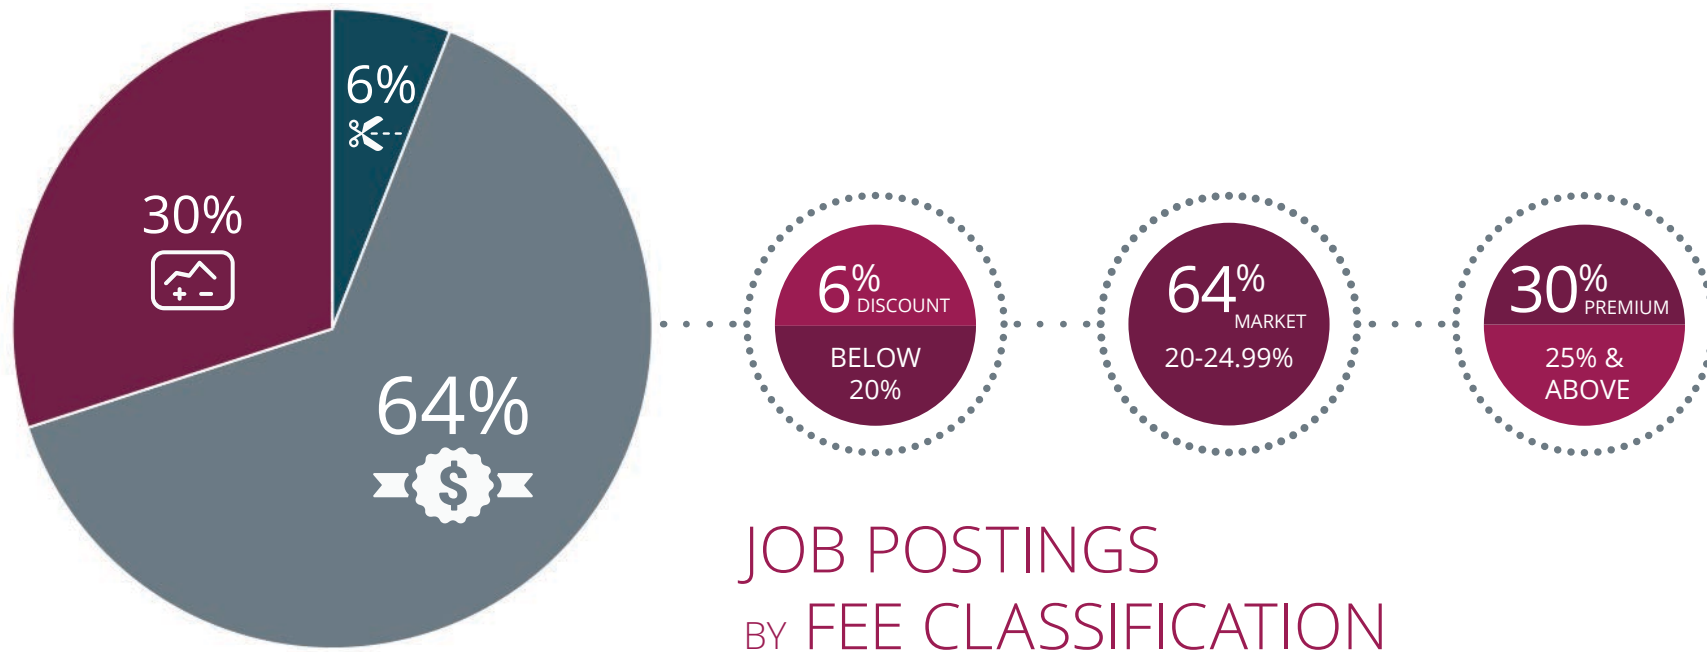 6%
30%
64%
$
6%
DISCOUNT
BELOW
20%
64%
MARKET
20-24.99%
30%
PREMIUM
25% &
ABOVE
JOB POSTINGS
BY FEE CLASSIFICATION